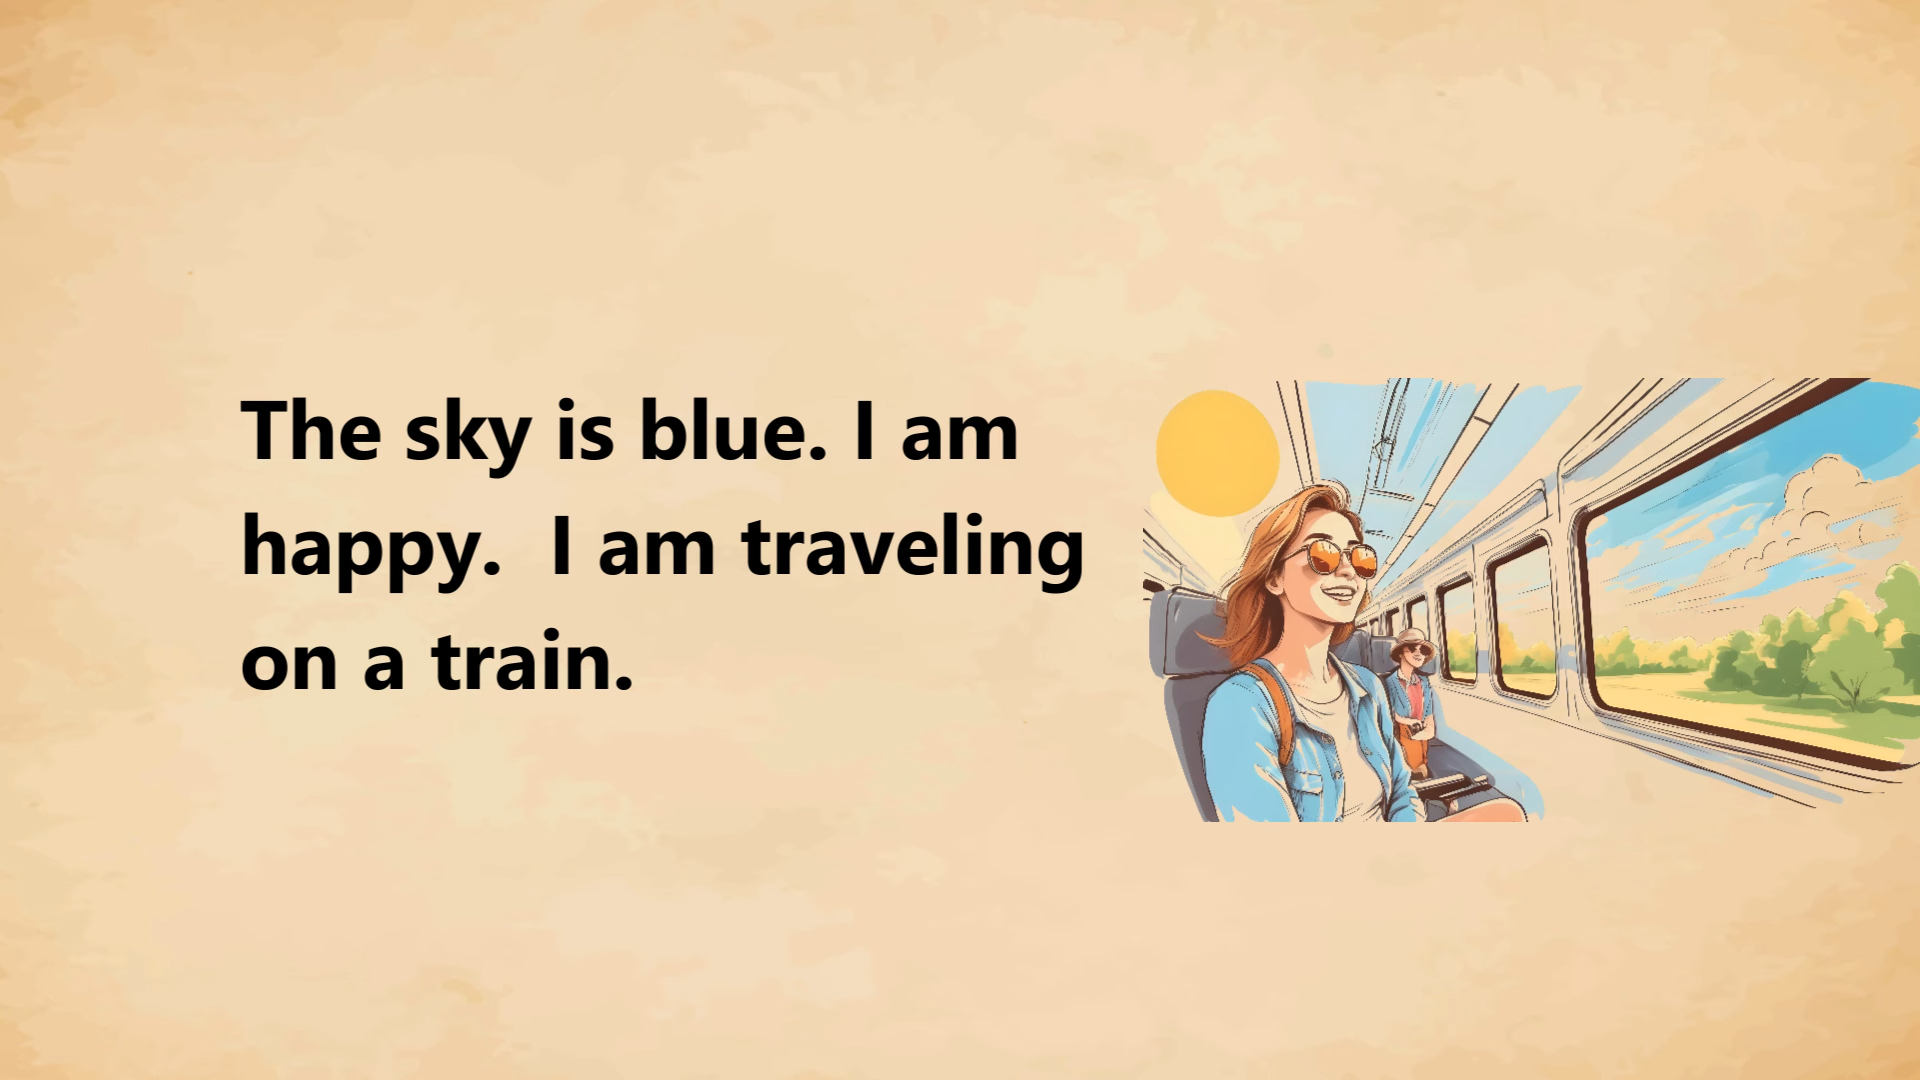 The sky is blue. I am
happy.  I am traveling
on a train.